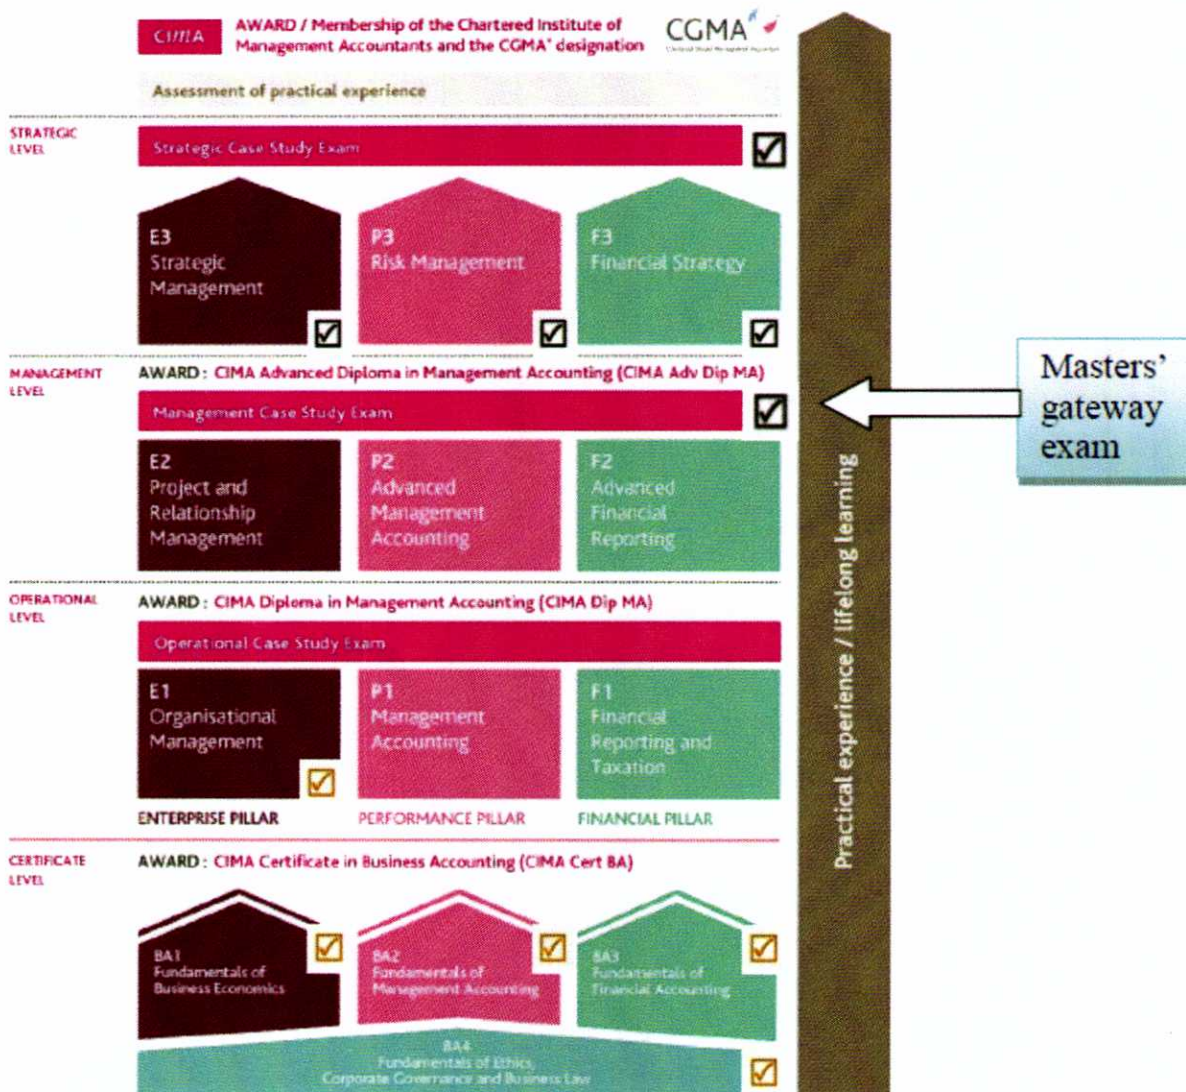 CIMA
AWARD / Membership of the Chartered Institute of
Management Accountants and the CGMA® designation
CGMA
Assessment of practical experience
STRATEGIC
LEVEL
Strategic Case Study Exam
E3
Strategic
Management
P3
Risk Management
F3
Financial Strategy
MANAGEMENT
LEVEL
AWARD : CIMA Advanced Diploma in Management Accounting (CIMA Adv Dip MA)
Management Case Study Exam
Masters'
gateway
exam
E2
Project and
Relationship
Management
P2
Advanced
Management
Accounting
F2
Advanced
Financial
Reporting
OPERATIONAL
LEVEL
AWARD : CIMA Diploma in Management Accounting (CIMA Dip MA)
Operational Case Study Exam
E1
Organisational
Management
P1
Management
Accounting
F1
Financial
Reporting and
Taxation
ENTERPRISE PILLAR
PERFORMANCE PILLAR
FINANCIAL PILLAR
Practical experience / lifelong learning
CERTIFICATE
LEVEL
AWARD : CIMA Certificate in Business Accounting (CIMA Cert BA)
BA1
Fundamentals of
Business Economics
BA2
Fundamentals of
Management Accounting
BA3
Fundamentals of
Financial Accounting
BA4
Fundamentals of Ethics,
Corporate Governance and Business Law